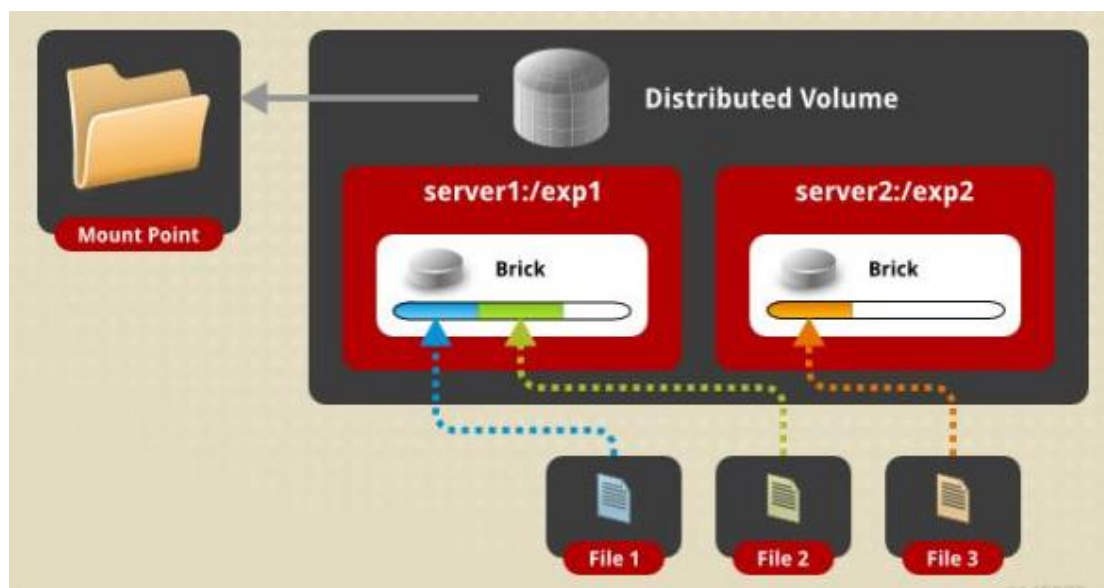 Distributed Volume
Mount Point
server1:/exp1
server2:/exp2
Brick
Brick
File 1
File 2
File 3